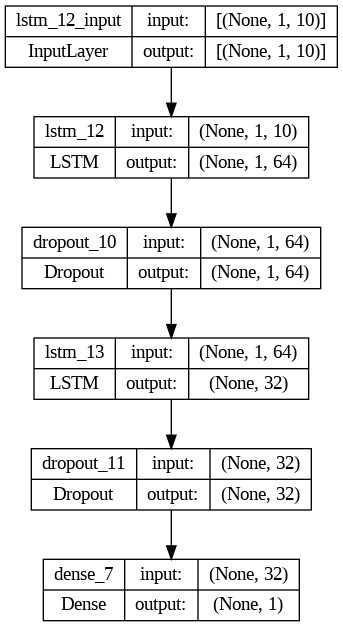 lstm_12_input input: [(None, 1, 10)]
InputLayer output: [(None, 1, 10)]
lstm_12 input: (None, 1, 10)
LSTM output: (None, 1, 64)
dropout_10 input: (None, 1, 64)
Dropout output: (None, 1, 64)
lstm_13 input: (None, 1, 64)
LSTM output: (None, 32)
dropout_11 input: (None, 32)
Dropout output: (None, 32)
dense_7 input: (None, 32)
Dense output: (None, 1)